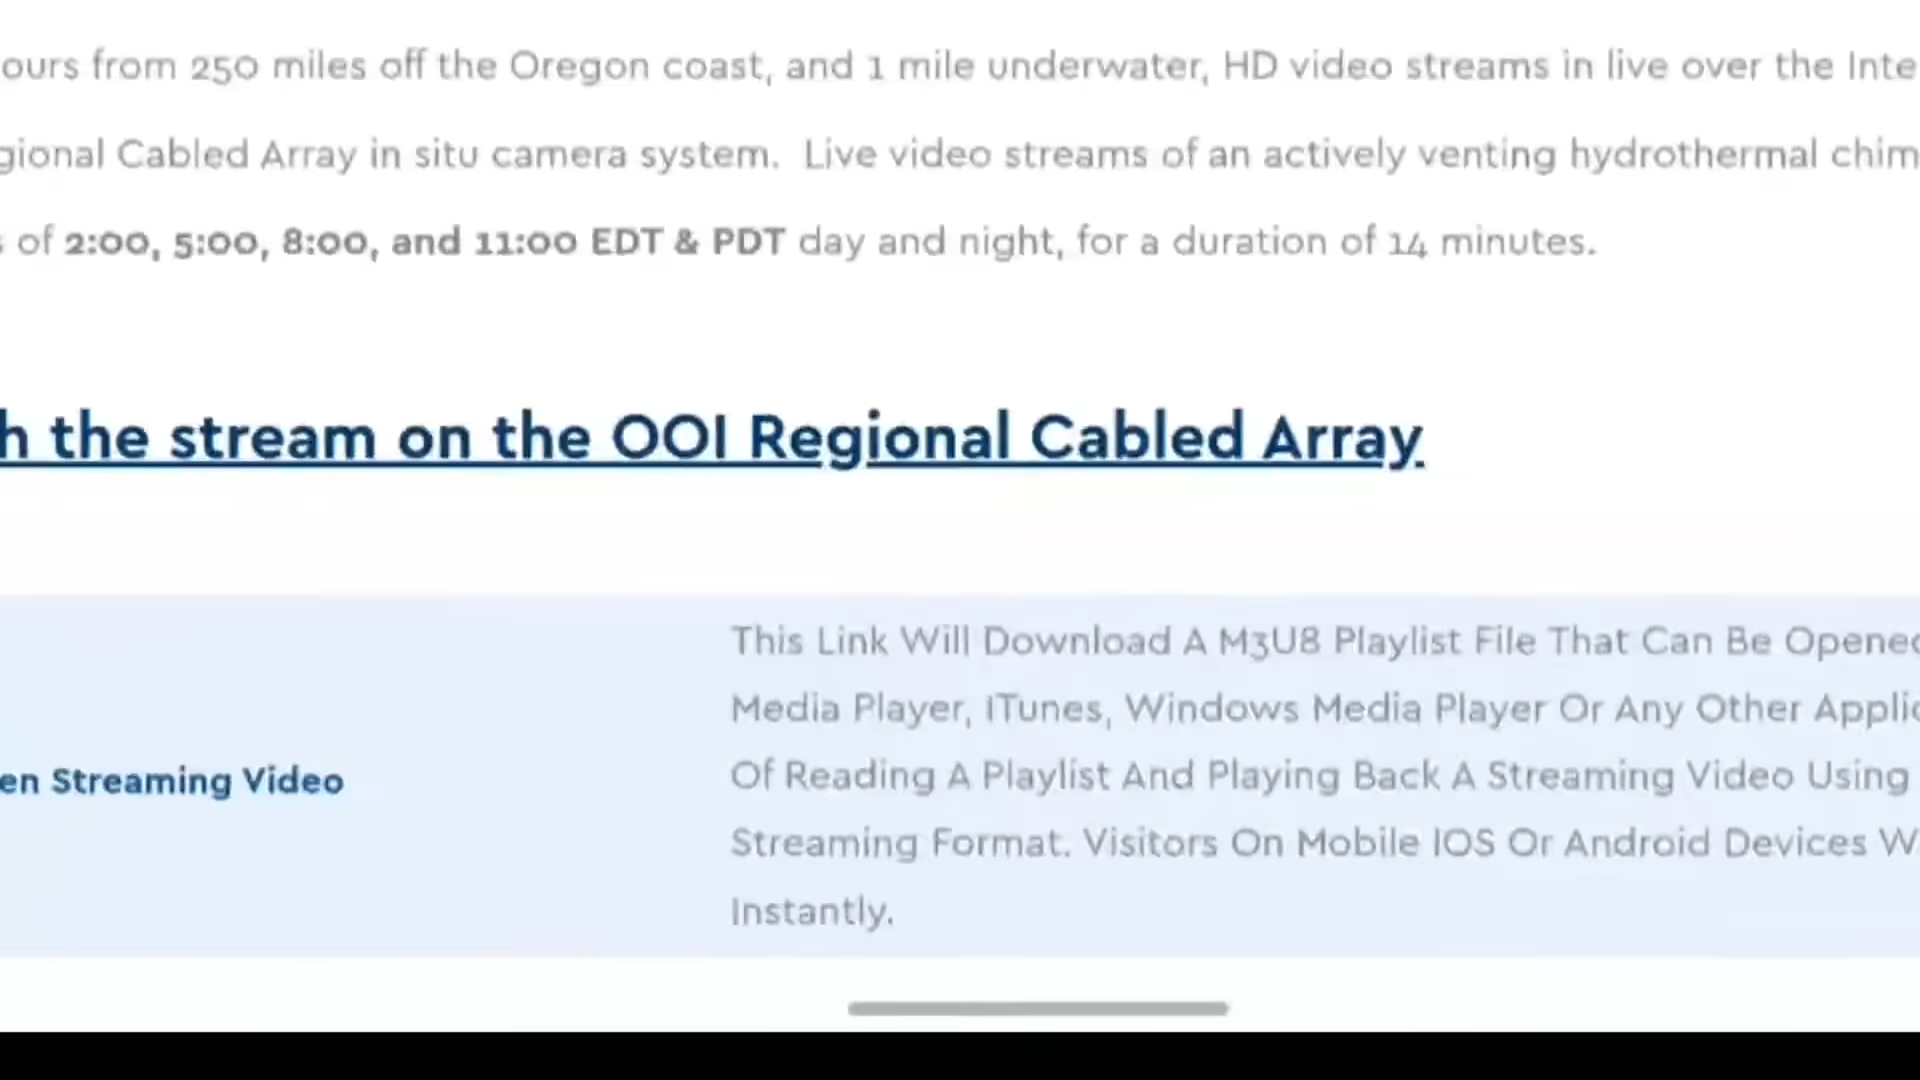 ours from 250 miles off the Oregon coast, and 1 mile underwater, HD video streams in live over the Inte
gional Cabled Array in situ camera system. Live video streams of an actively venting hydrothermal chim
s of 2:00, 5:00, 8:00, and 11:00 EDT & PDT day and night, for a duration of 14 minutes.
h the stream on the OOI Regional Cabled Array.
This Link Will Download A M3U8 Playlist File That Can Be Opened
Media Player, ITunes, Windows Media Player Or Any Other Applic
en Streaming Video
Of Reading A Playlist And Playing Back A Streaming Video Using
Streaming Format. Visitors On Mobile IOS Or Android Devices W
Instantly.